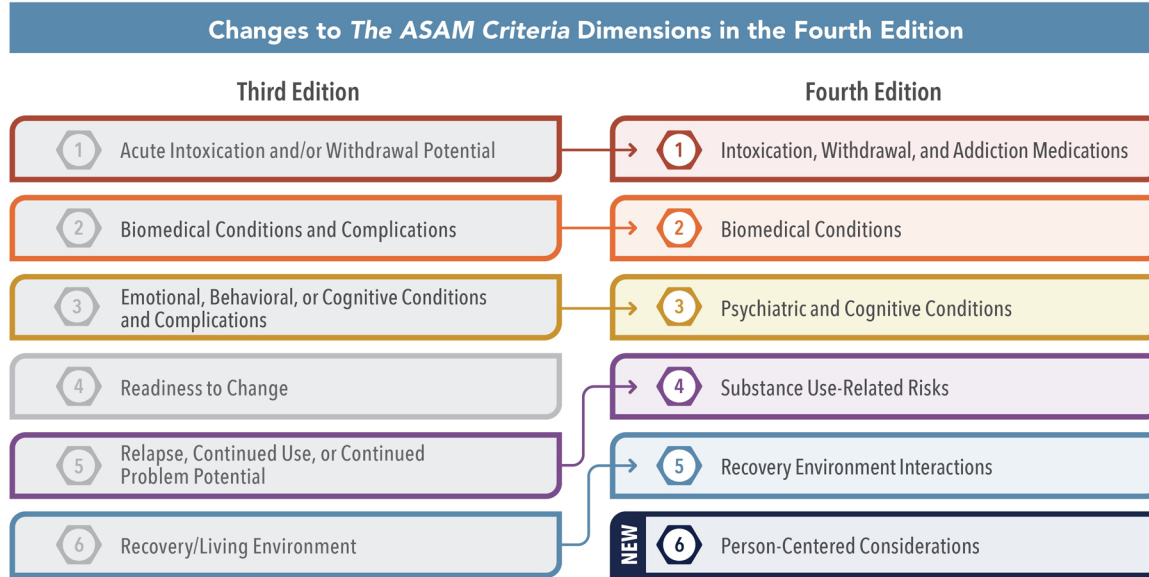 Changes to The ASAM Criteria Dimensions in the Fourth Edition
Third Edition
1 Acute Intoxication and/or Withdrawal Potential
2 Biomedical Conditions and Complications
3 Emotional, Behavioral, or Cognitive Conditions
and Complications
4 Readiness to Change
5 Relapse, Continued Use, or Continued
Problem Potential
6 Recovery/Living Environment
Fourth Edition
1 Intoxication, Withdrawal, and Addiction Medications
2 Biomedical Conditions
3 Psychiatric and Cognitive Conditions
4 Substance Use-Related Risks
5 Recovery Environment Interactions
NEW 6 Person-Centered Considerations